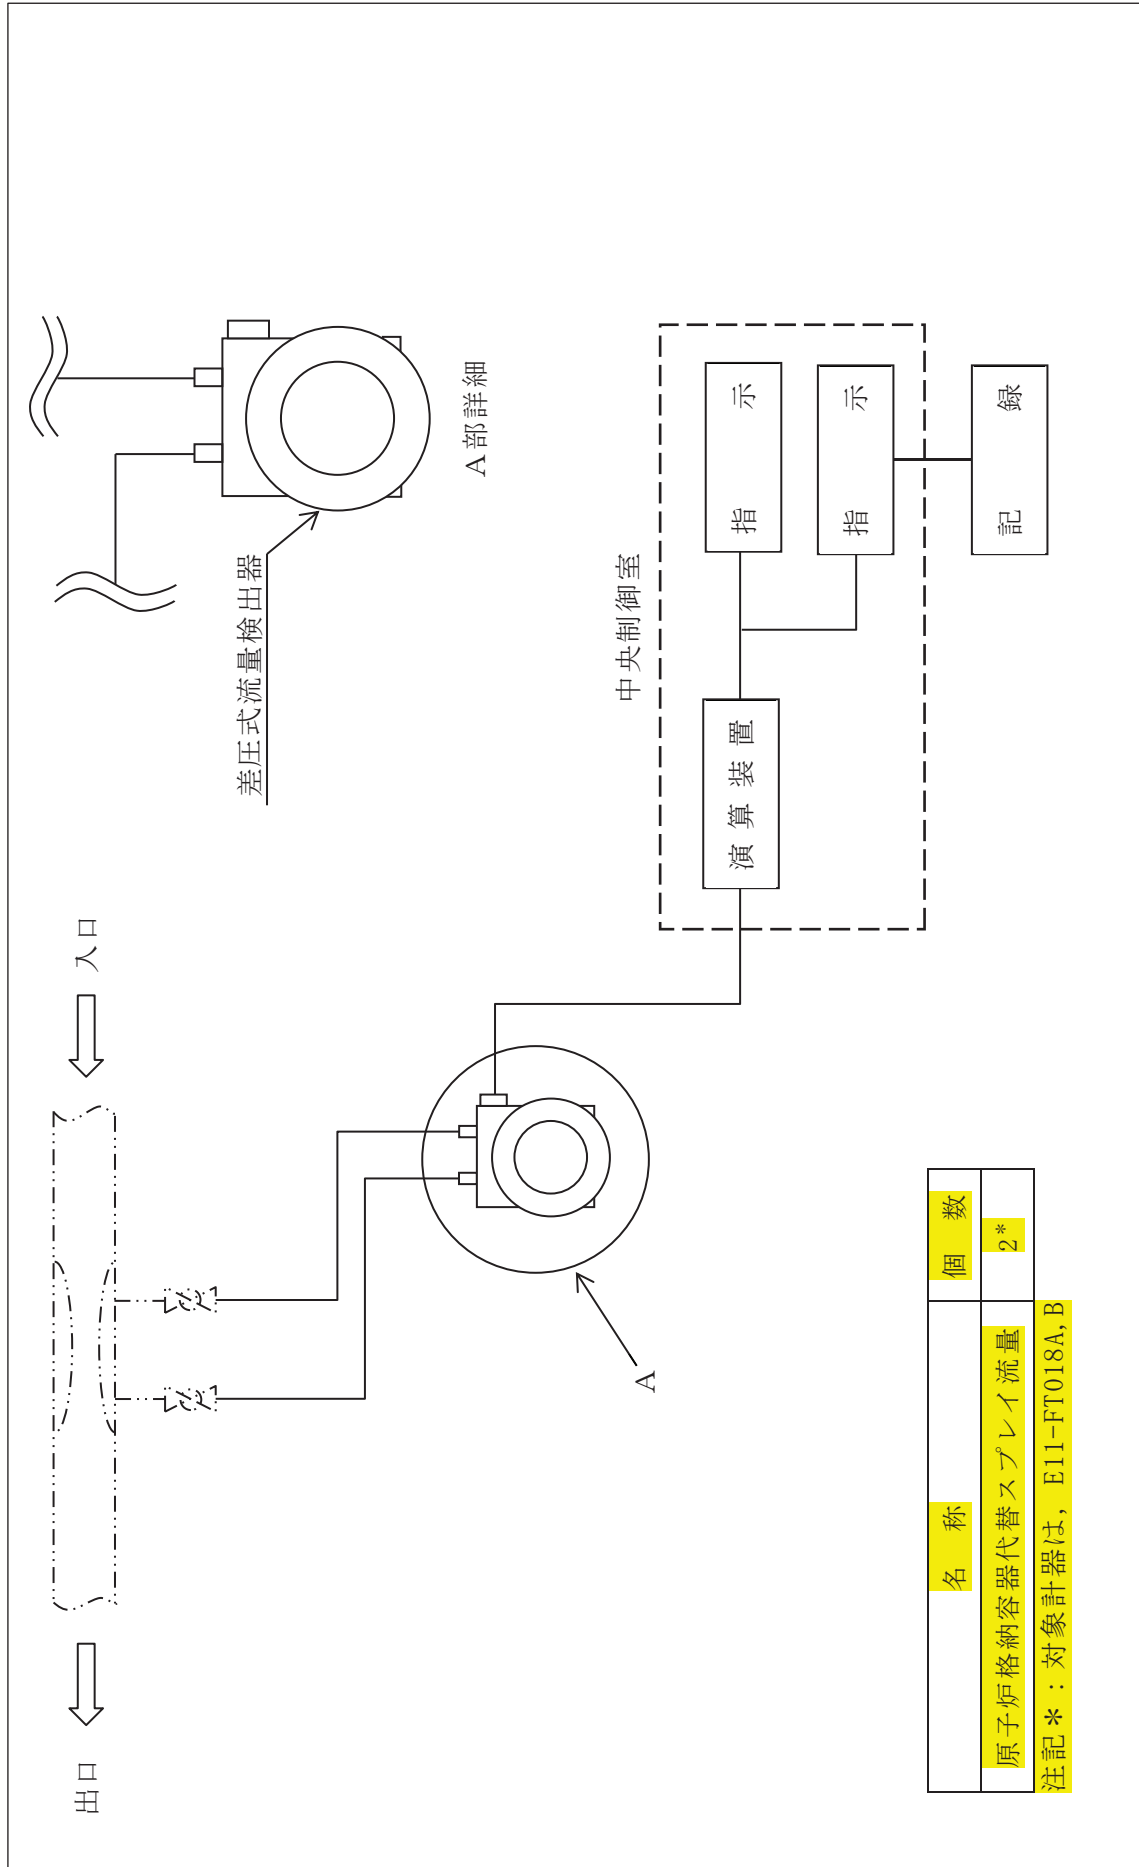 出口
入口
差圧式流量検出器
A部詳細
A
中央制御室
演算装置
指示
指示
記録
名称 個数
原子炉格納容器代替スプレイ流量 2*
注記＊：対象計器は，E11-FT018A,B